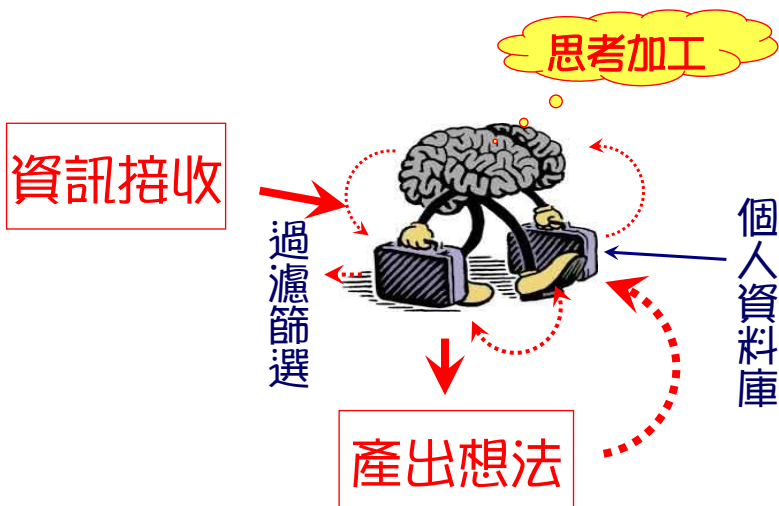 思考加工
資訊接收
過濾篩選
個人資料庫
產出想法